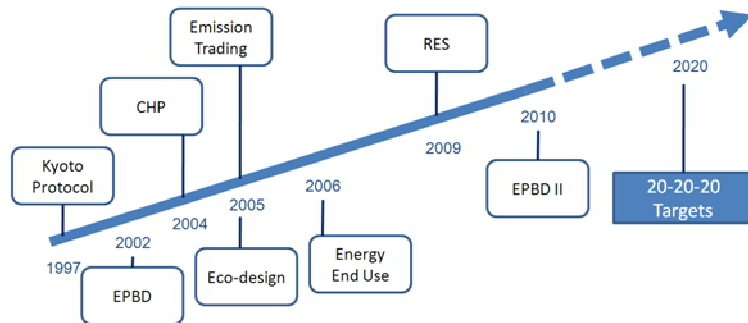 Emission
Trading
RES
CHP
2020
Kyoto
Protocol
2010
2009
EPBD II
20-20-20
Targets
2006
2005
2004
2002
1997
Energy
End Use
Eco-design
EPBD